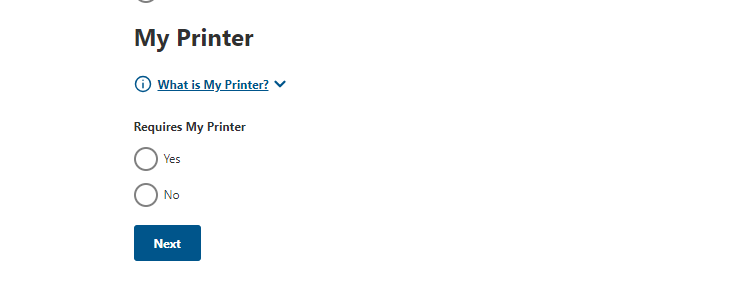 My Printer
What is My Printer?
Requires My Printer
Yes
No
Next